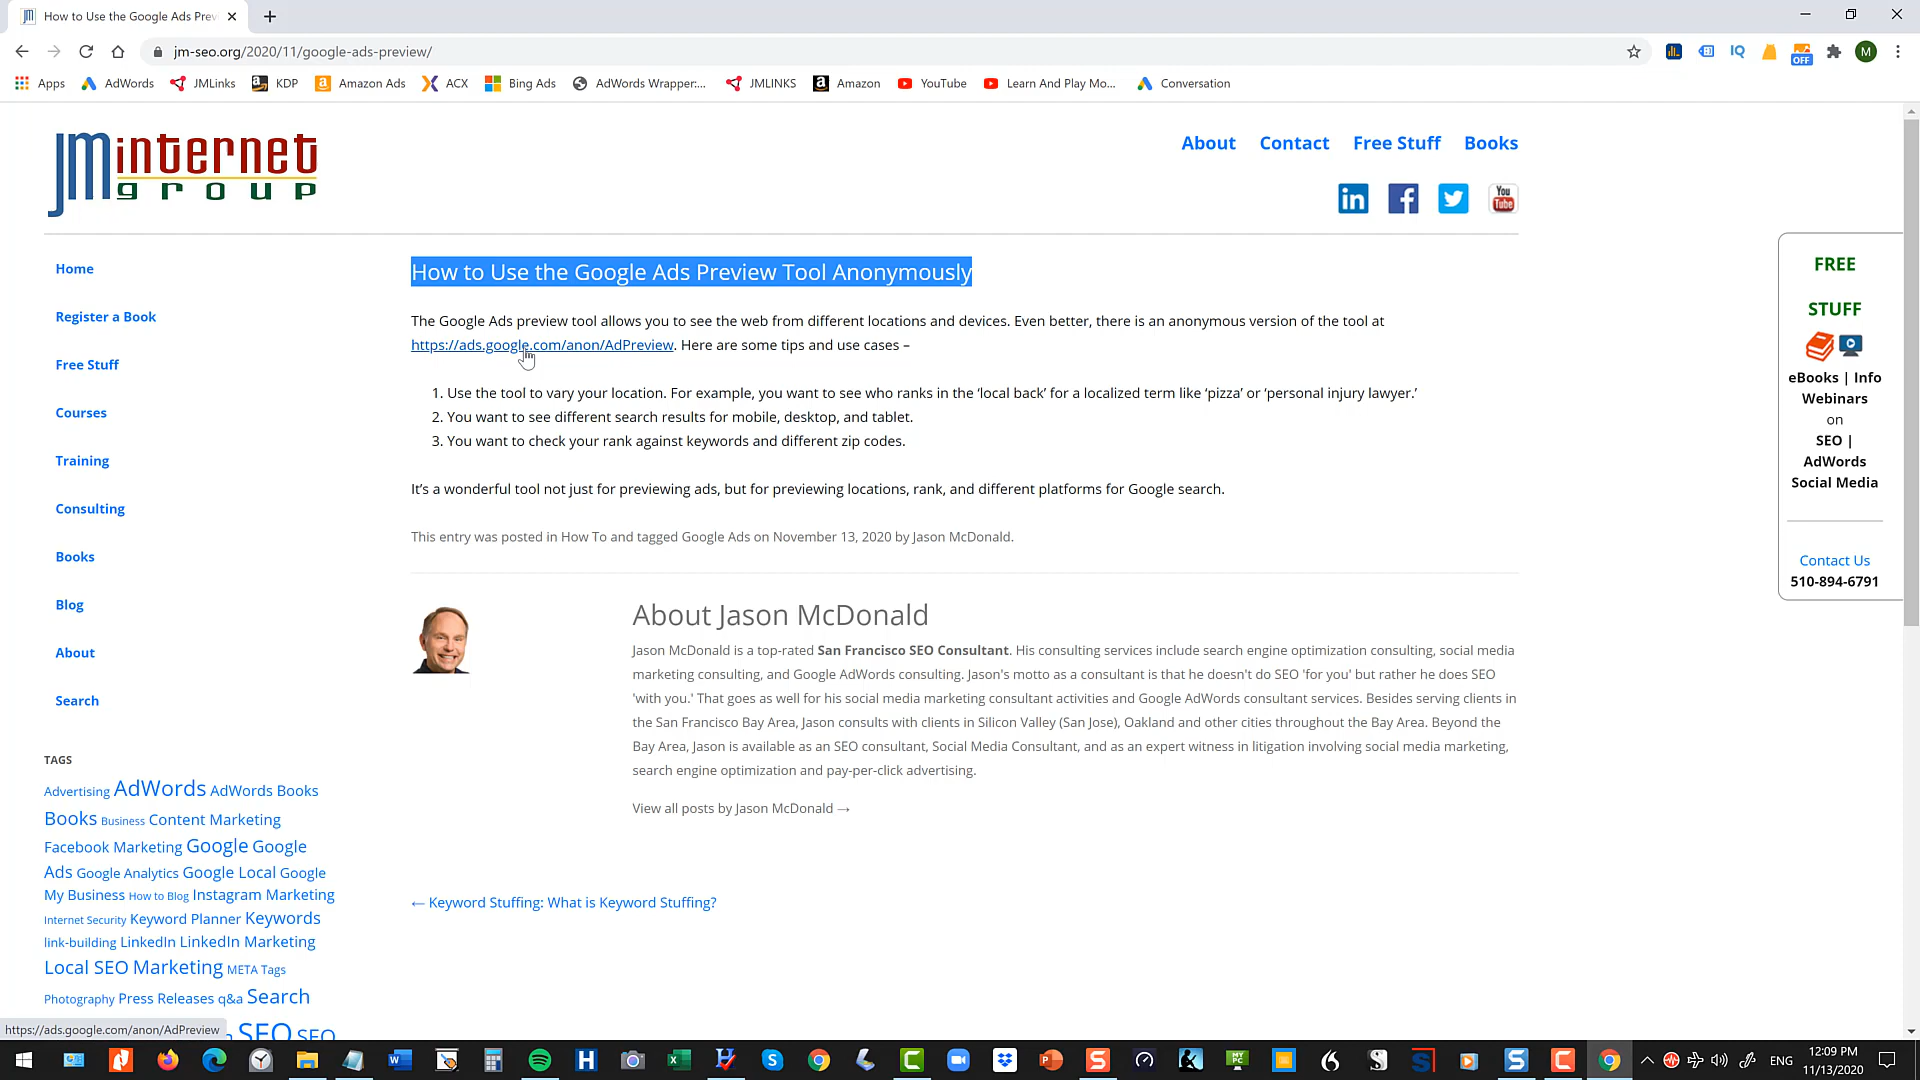 How to Use the Google Ads Prev
jm-seo.org/2020/11/google-ads-preview/
M
OFF
IQ
Apps AdWords JMLinks KDP Amazon Ads ACX Bing Ads AdWords Wrapper:... JMLINKS Amazon YouTube Learn And Play Mo... Conversation
JMinternet
group
About Contact Free Stuff Books
in
You
Tube
Home
Register a Book
Free Stuff
Courses
Training
Consulting
Books
Blog
About
Search
How to Use the Google Ads Preview Tool Anonymously
The Google Ads preview tool allows you to see the web from different locations and devices. Even better, there is an anonymous version of the tool at
https://ads.google.com/anon/AdPreview. Here are some tips and use cases –
1. Use the tool to vary your location. For example, you want to see who ranks in the ‘local back’ for a localized term like ‘pizza’ or ‘personal injury lawyer.’
2. You want to see different search results for mobile, desktop, and tablet.
3. You want to check your rank against keywords and different zip codes.
It’s a wonderful tool not just for previewing ads, but for previewing locations, rank, and different platforms for Google search.
This entry was posted in How To and tagged Google Ads on November 13, 2020 by Jason McDonald.
About Jason McDonald
Jason McDonald is a top-rated San Francisco SEO Consultant. His consulting services include search engine optimization consulting, social media
marketing consulting, and Google AdWords consulting. Jason's motto as a consultant is that he doesn't do SEO 'for you' but rather he does SEO
'with you.' That goes as well for his social media marketing consultant activities and Google AdWords consultant services. Besides serving clients in
the San Francisco Bay Area, Jason consults with clients in Silicon Valley (San Jose), Oakland and other cities throughout the Bay Area. Beyond the
Bay Area, Jason is available as an SEO consultant, Social Media Consultant, and as an expert witness in litigation involving social media marketing,
search engine optimization and pay-per-click advertising.
View all posts by Jason McDonald →
← Keyword Stuffing: What is Keyword Stuffing?
FREE
STUFF
eBooks | Info
Webinars
on
SEO |
AdWords
Social Media
Contact Us
510-894-6791
TAGS
Advertising AdWords AdWords Books
Books Business Content Marketing
Facebook Marketing Google Google
Ads Google Analytics Google Local Google
My Business How to Blog Instagram Marketing
Internet Security Keyword Planner Keywords
link-building LinkedIn LinkedIn Marketing
Local SEO Marketing META Tags
Photography Press Releases q&a Search
SEO SEO
https://ads.google.com/anon/AdPreview
ENG
12:09 PM
11/13/2020